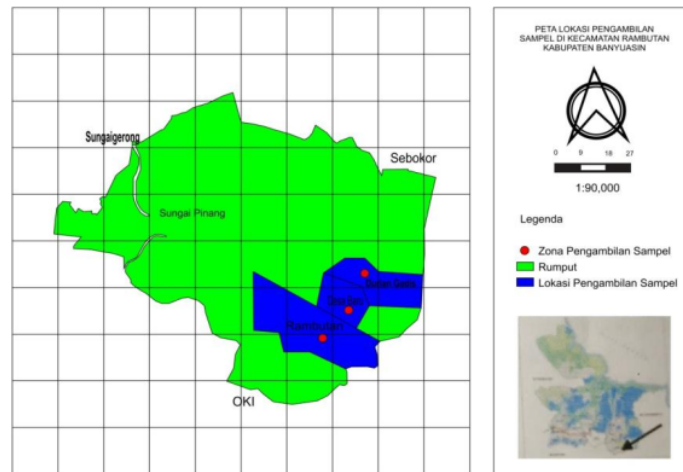 PETA LOKASI PENGAMBILAN
SAMPEL DI KECAMATAN RAMBUTAN
KABUPATEN BANYUASIN
0 9 18 27
1:90,000
Legenda
Zona Pengambilan Sampel
Rumput
Lokasi Pengambilan Sampel
Sungaigerong
Sebokor
Sungai Pinang
Rambutan
OKI